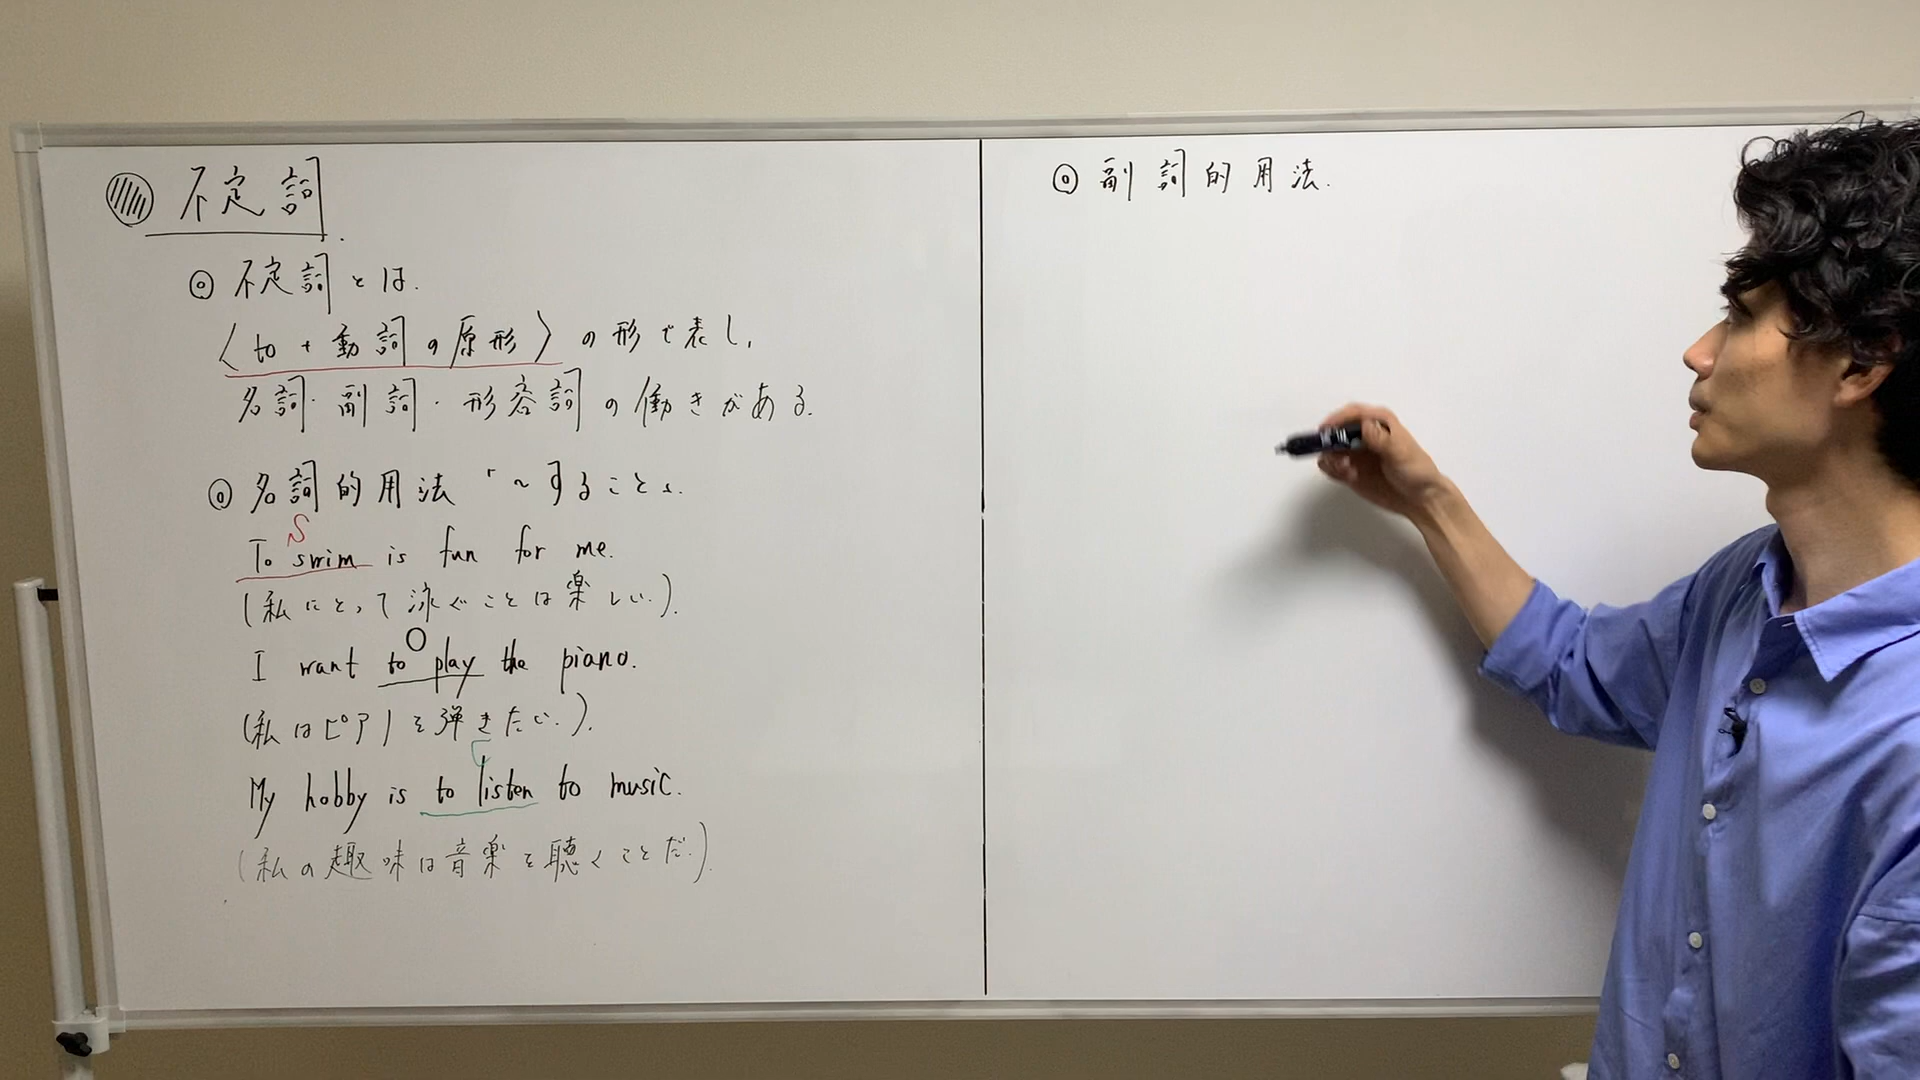 不定詞.
◎ 不定詞とは.
〈to + 動詞の原形〉の形で表し,
名詞・副詞・形容詞の働きがある.
◎ 名詞的用法「~すること」.
S
To swim is fun for me.
(私にとって泳ぐことは楽しい.).
O
I want to play the piano.
(私はピアノを弾きたい.).
C
My hobby is to listen to music.
(私の趣味は音楽を聴くことだ.).
◎ 副詞的用法.